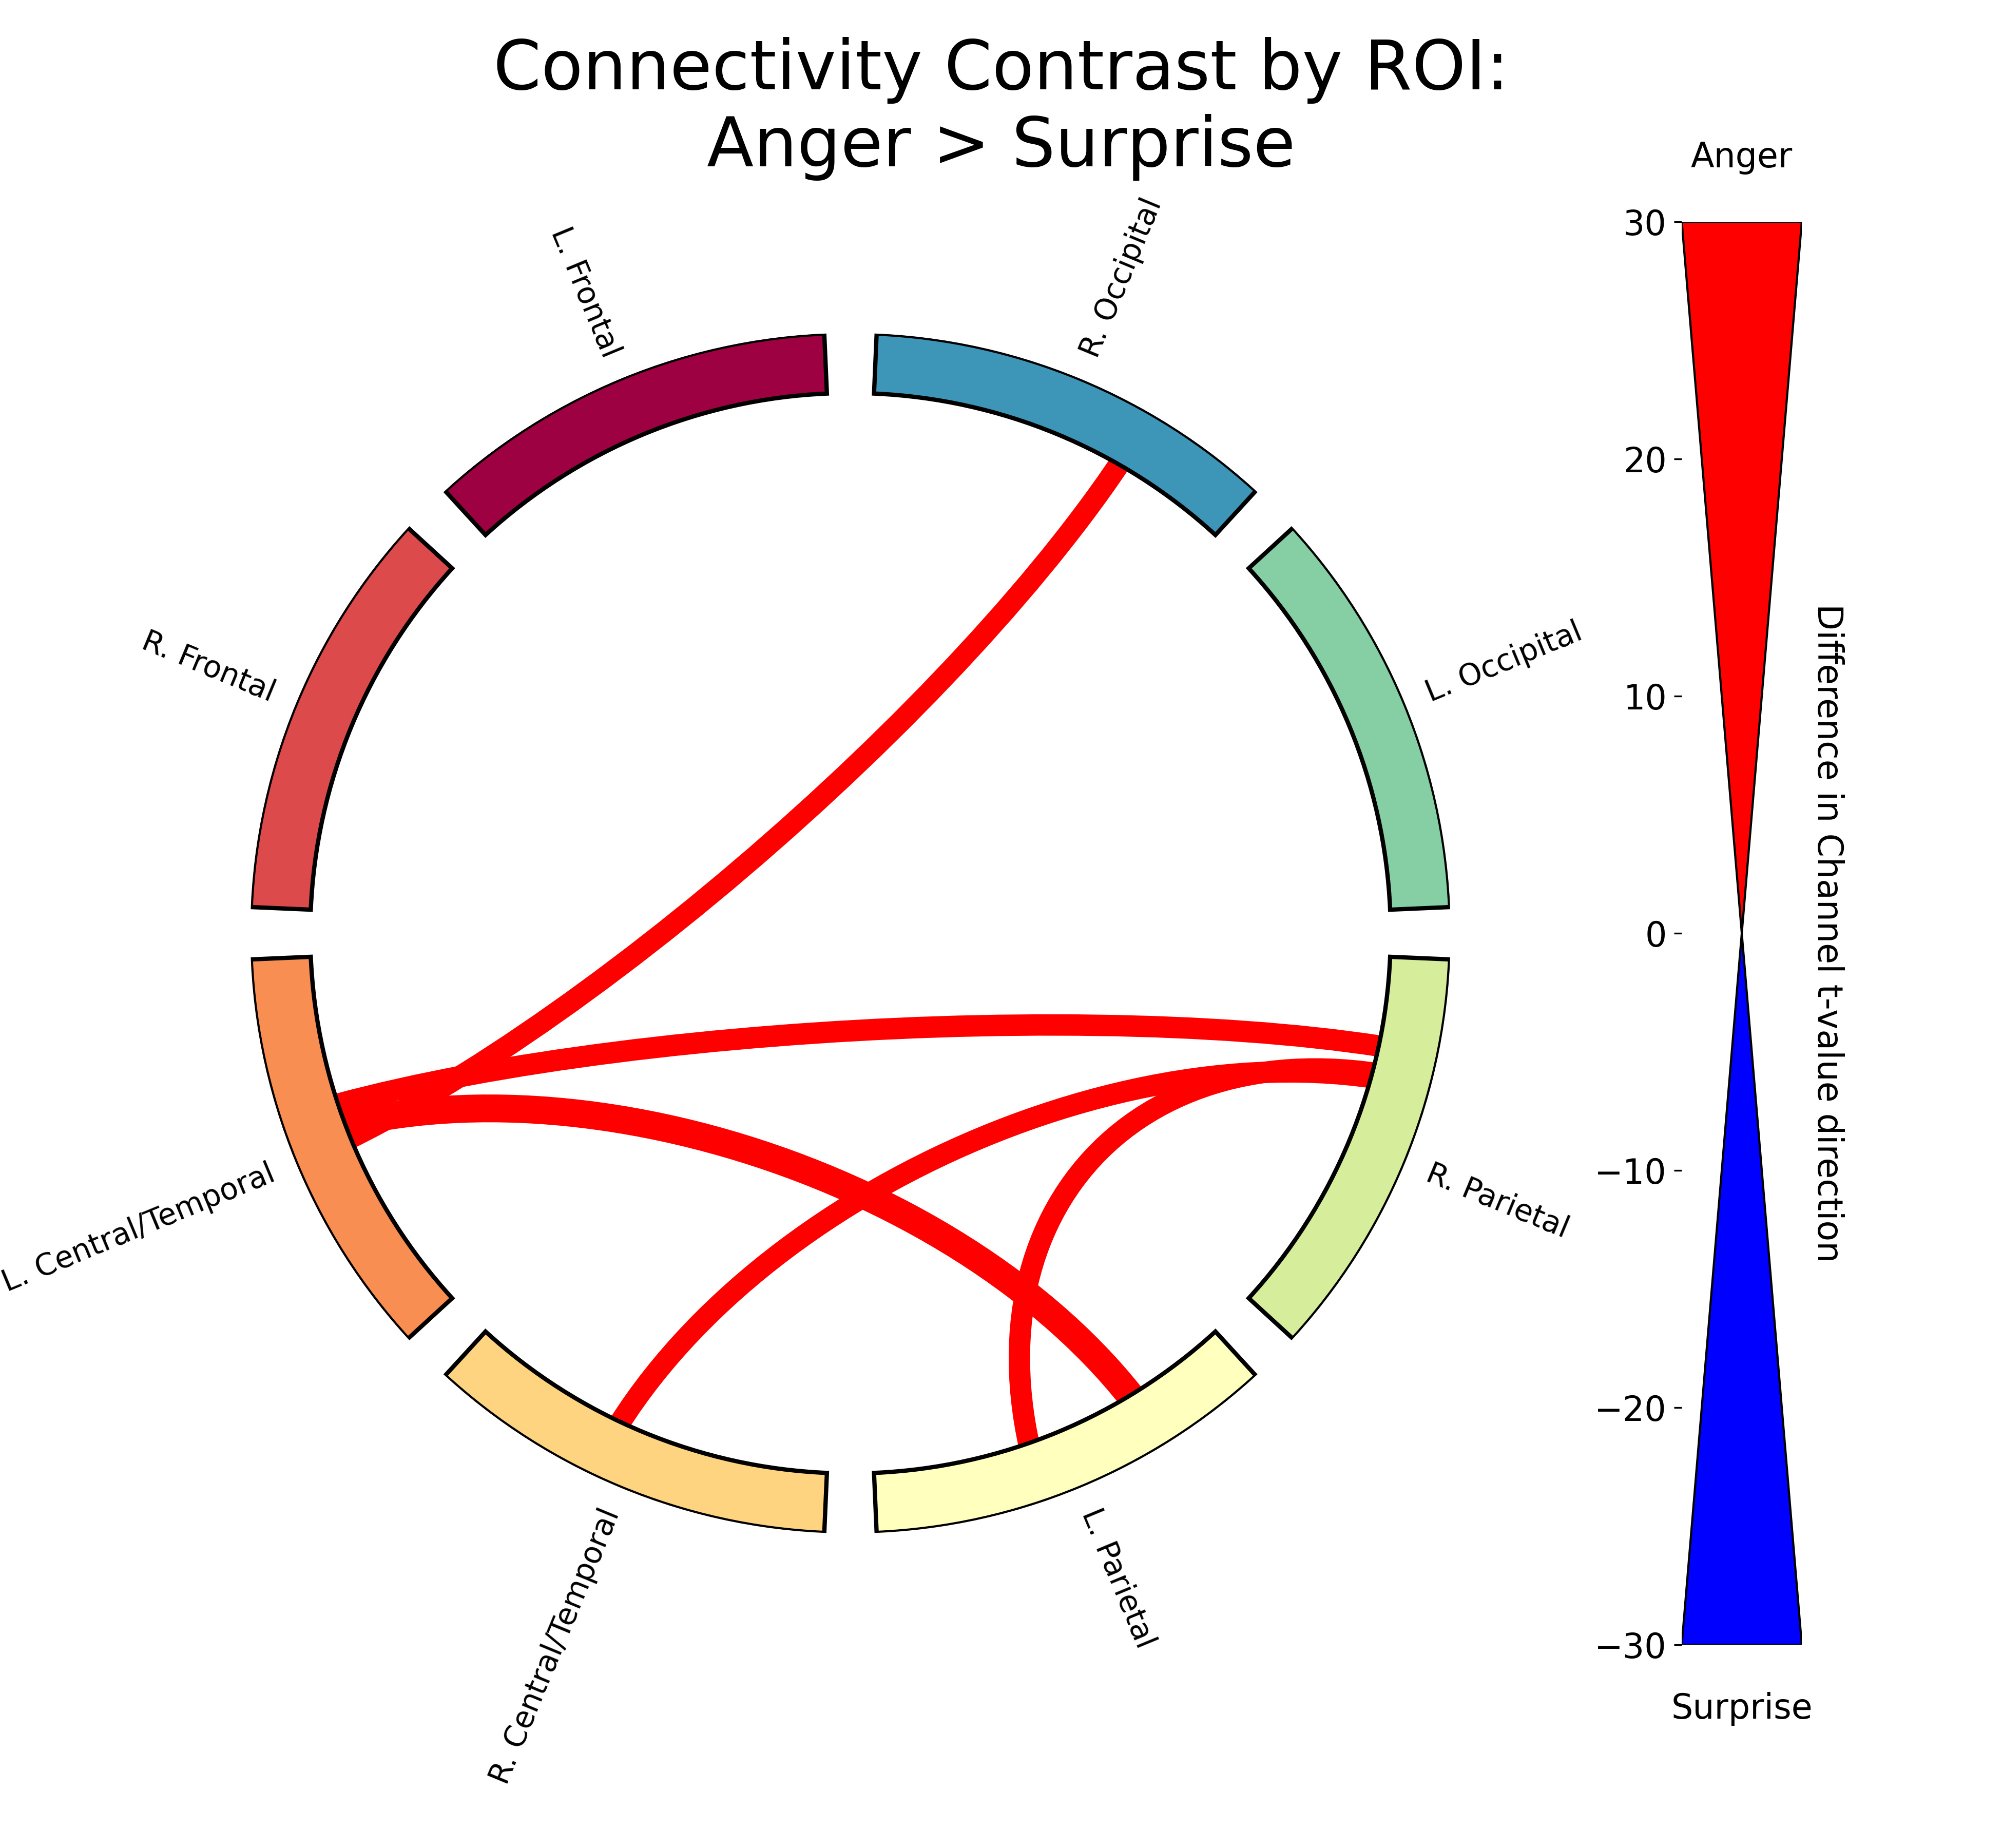 Connectivity Contrast by ROI:
Anger > Surprise
L. Frontal
R. Occipital
R. Frontal
L. Occipital
L. Central/Temporal
R. Parietal
R. Central/Temporal
L. Parietal
Anger
30
20
10
0
−10
−20
−30
Surprise
Difference in Channel t-value direction